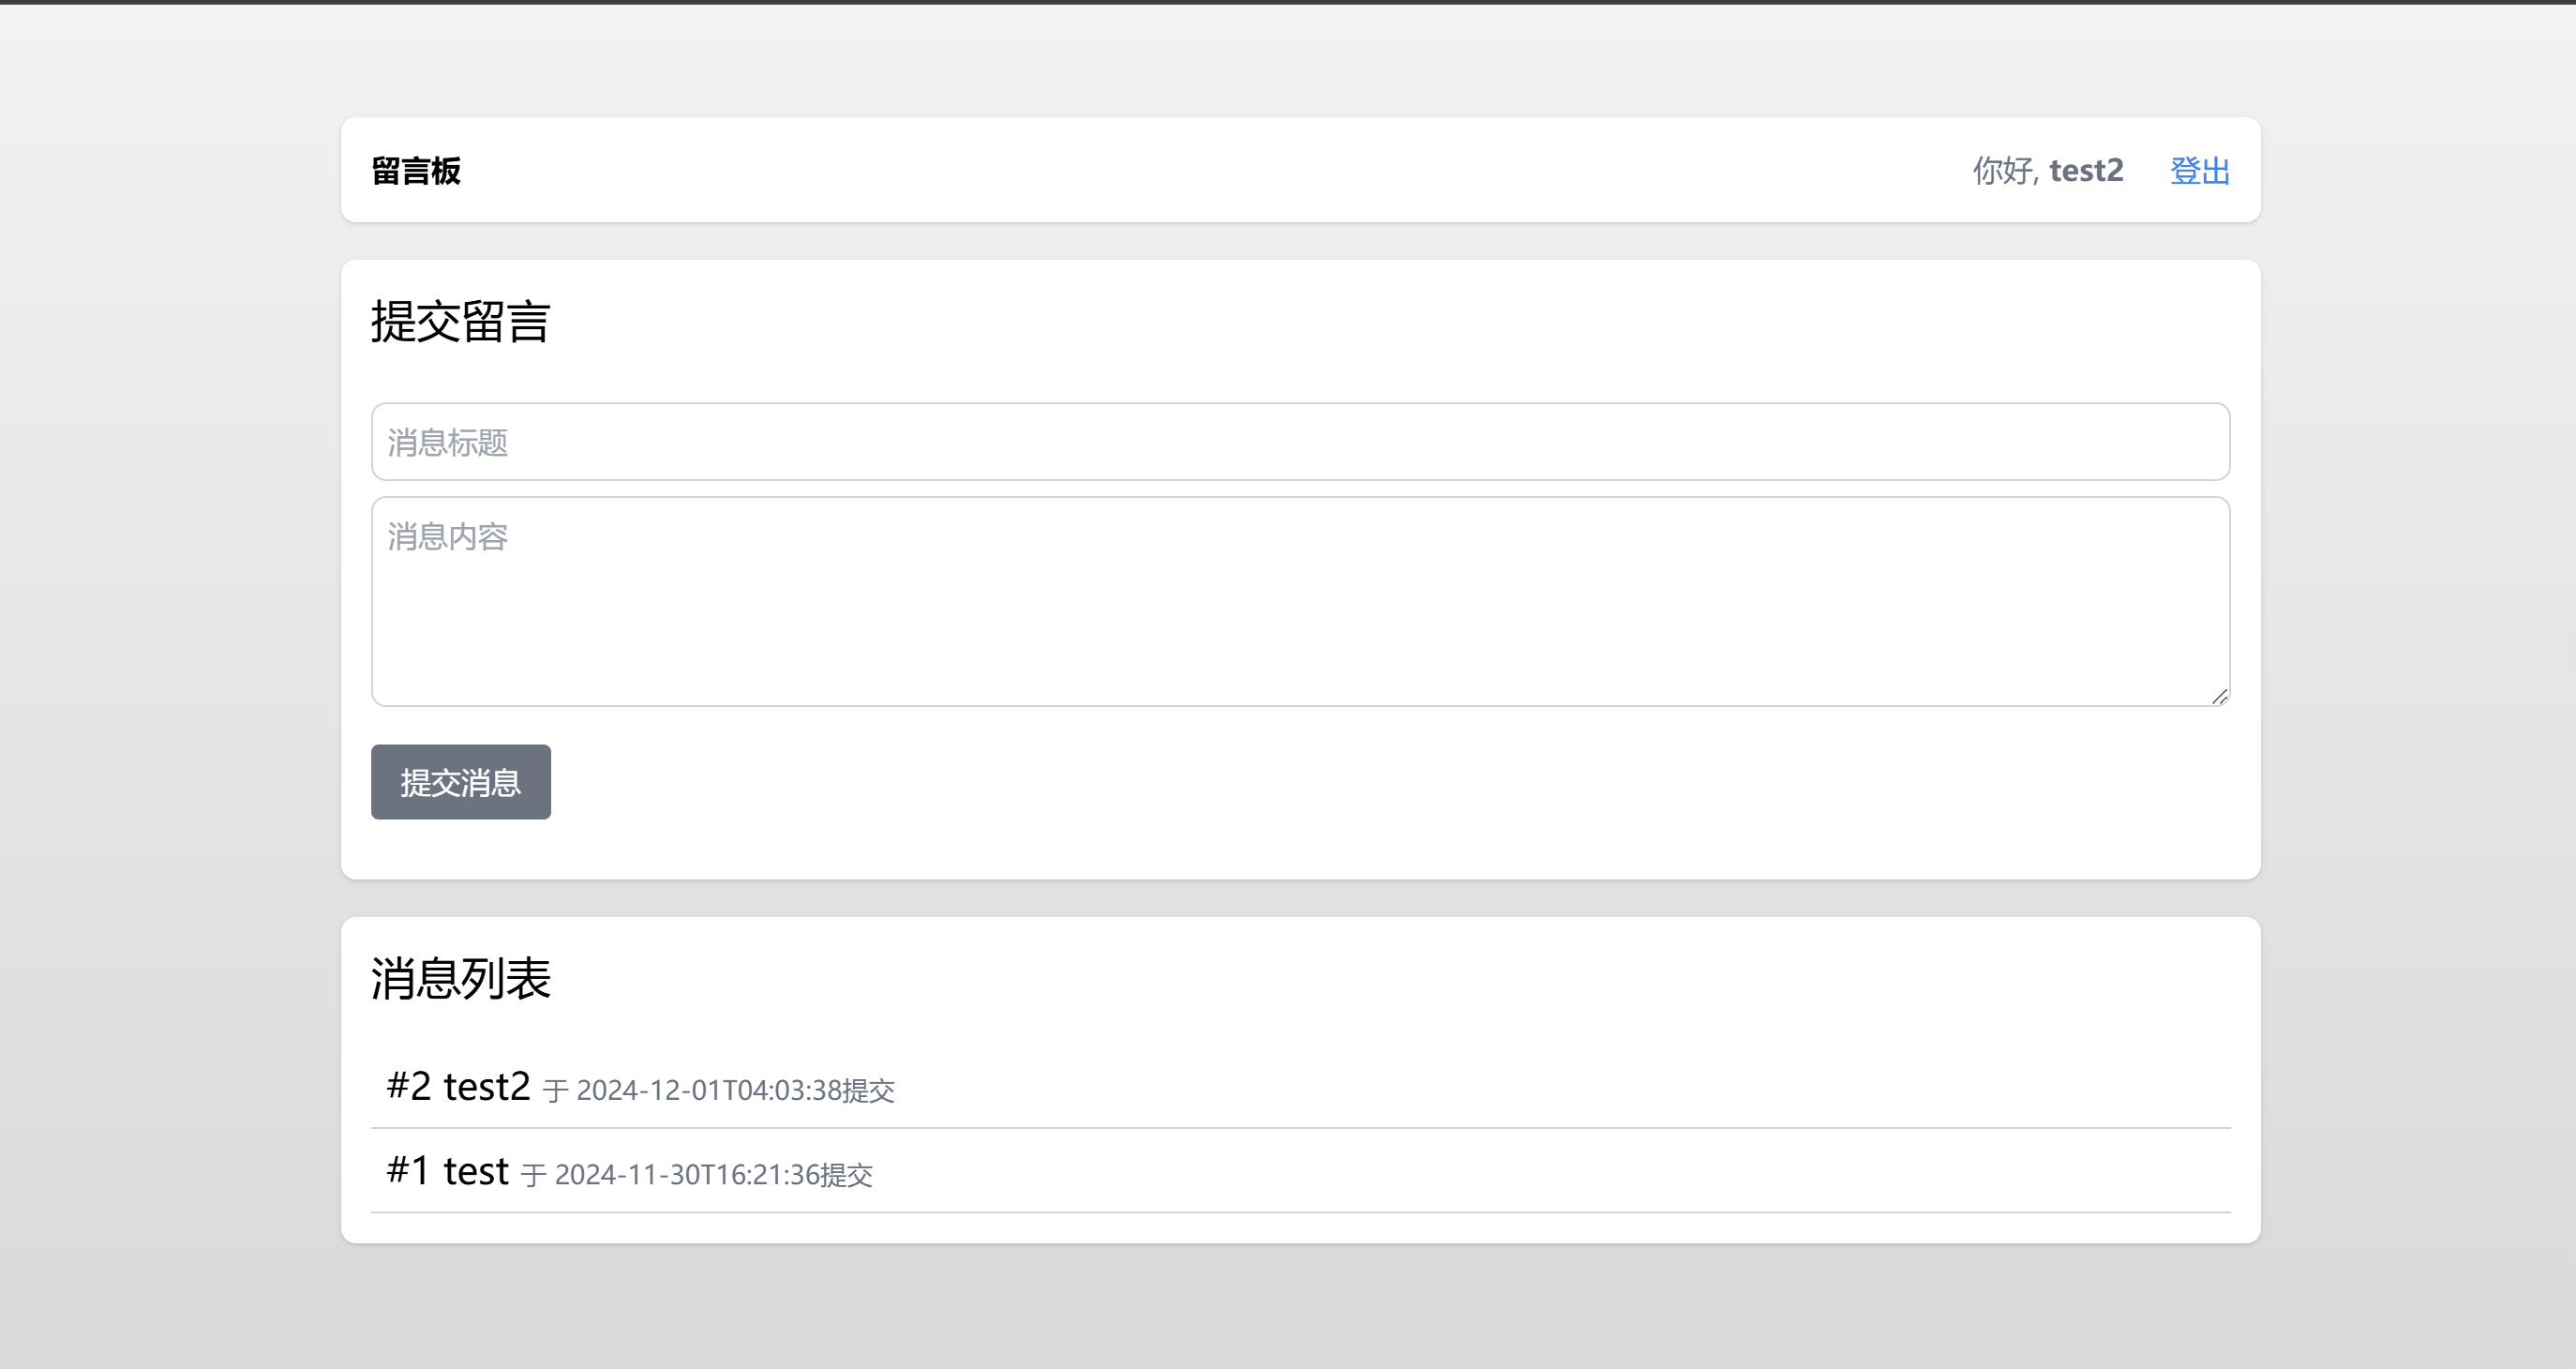 留言板
你好, test2 登出
提交留言
消息标题
消息内容
提交消息
消息列表
#2 test2 于 2024-12-01T04:03:38提交
#1 test 于 2024-11-30T16:21:36提交